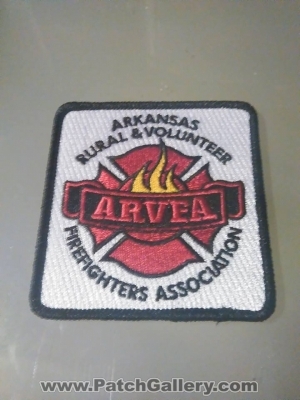 ARKANSAS
RURAL & VOLUNTEER
ARVFA
FIREFIGHTERS ASSOCIATION
www.PatchGallery.com